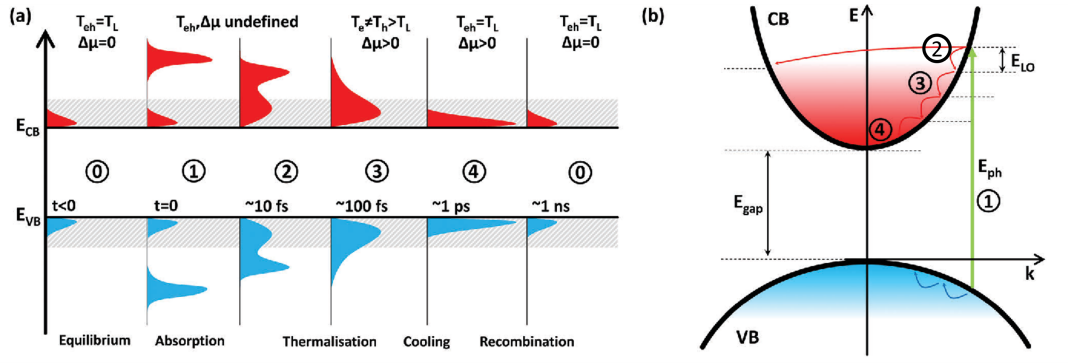 (a)
T_eh=T_L
Δμ=0
T_eh,Δμ undefined
T_e≠T_h>T_L
Δμ>0
T_eh=T_L
Δμ>0
T_eh=T_L
Δμ=0
E_CB
⓪ ① ② ③ ④ ⓪
E_VB
t<0 t=0 ~10 fs ~100 fs ~1 ps ~1 ns
Equilibrium Absorption Thermalisation Cooling Recombination
(b)
CB
E
②
E_LO
③
④
E_ph
①
E_gap
k
VB